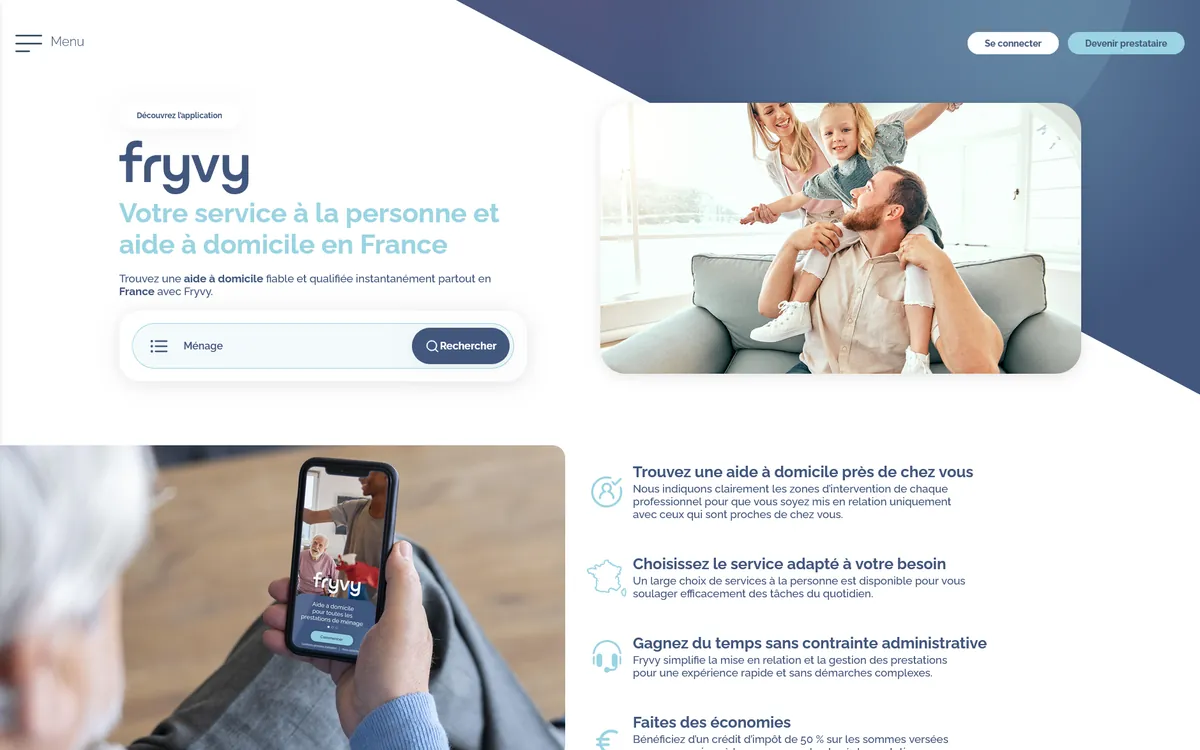 Menu
Se connecter
Devenir prestataire
Découvrez l'application
fryvy
Votre service à la personne et
aide à domicile en France
Trouvez une aide à domicile fiable et qualifiée instantanément partout en
France avec Fryvy.
Ménage
Rechercher
fryvy
Aide à domicile
pour toutes les
prestations de ménage
Commencer
Trouvez une aide à domicile près de chez vous
Nous indiquons clairement les zones d'intervention de chaque
professionnel pour que vous soyez mis en relation uniquement
avec ceux qui sont proches de chez vous.
Choisissez le service adapté à votre besoin
Un large choix de services à la personne est disponible pour vous
soulager efficacement des tâches du quotidien.
Gagnez du temps sans contrainte administrative
Fryvy simplifie la mise en relation et la gestion des prestations
pour une expérience rapide et sans démarches complexes.
Faites des économies
Bénéficiez d'un crédit d'impôt de 50 % sur les sommes versées